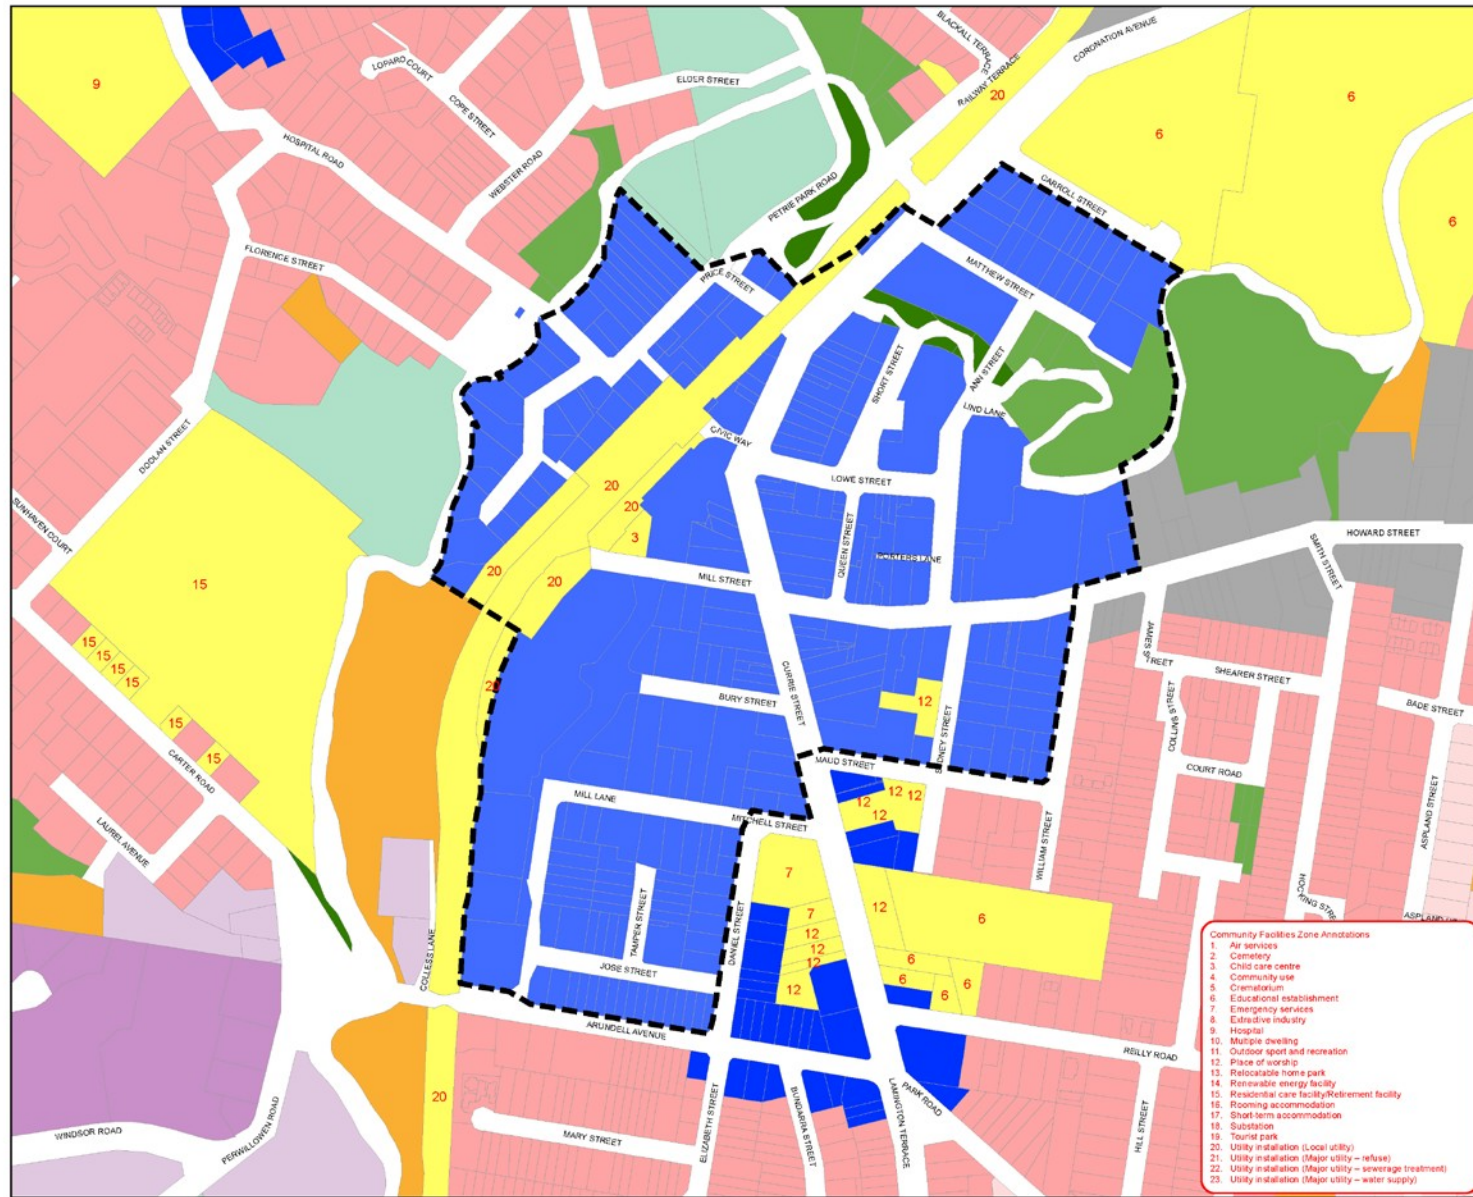 BLACKALL TERRACE
CORONATION AVENUE
LOPARD COURT
ELDER STREET
RAILWAY TERRACE
9
20
6
COPE STREET
6
HOSPITAL ROAD
WEBSTER ROAD
PETRIE PARK ROAD
CARROLL STREET
6
FLORENCE STREET
PRICE STREET
MATTHEW STREET
SHORT STREET
ANN STREET
LIND LANE
DOOLAN STREET
CIVIC WAY
LOWE STREET
20
20
3
SUNHAVEN COURT
QUEEN STREET
PORTERS LANE
HOWARD STREET
SMITH STREET
15
20
20
MILL STREET
15
15
15
15
JAMES STREET
SHEARER STREET
20
BURY STREET
CURRIE STREET
12
SYDNEY STREET
COLLINS STREET
BADE STREET
15
15
CARTER ROAD
MAUD STREET
COURT ROAD
ASPLAND STREET
MILL LANE
12
12
12
12
LAUREL AVENUE
MITCHELL STREET
WILLIAM STREET
7
HOCKING STRE
7
12
6
TAMPER STREET
DANIEL STREET
12
12
12
12
COLLESS LANE
JOSE STREET
6
6
6
6
ARUNDELL AVENUE
REILLY ROAD
20
PARK ROAD
WINDSOR ROAD
PERWILLOWEN ROAD
MARY STREET
ELIZABETH STREET
BUNDARRA STREET
LAMINGTON TERRACE
HILL STREET
Community Facilities Zone Annotations
1. Air services
2. Cemetery
3. Child care centre
4. Community use
5. Crematorium
6. Educational establishment
7. Emergency services
8. Extractive industry
9. Hospital
10. Multiple dwelling
11. Outdoor sport and recreation
12. Place of worship
13. Relocatable home park
14. Renewable energy facility
15. Residential care facility/Retirement facility
16. Rooming accommodation
17. Short-term accommodation
18. Substation
19. Tourist park
20. Utility installation (Local utility)
21. Utility installation (Major utility – refuse)
22. Utility installation (Major utility – sewerage treatment)
23. Utility installation (Major utility – water supply)